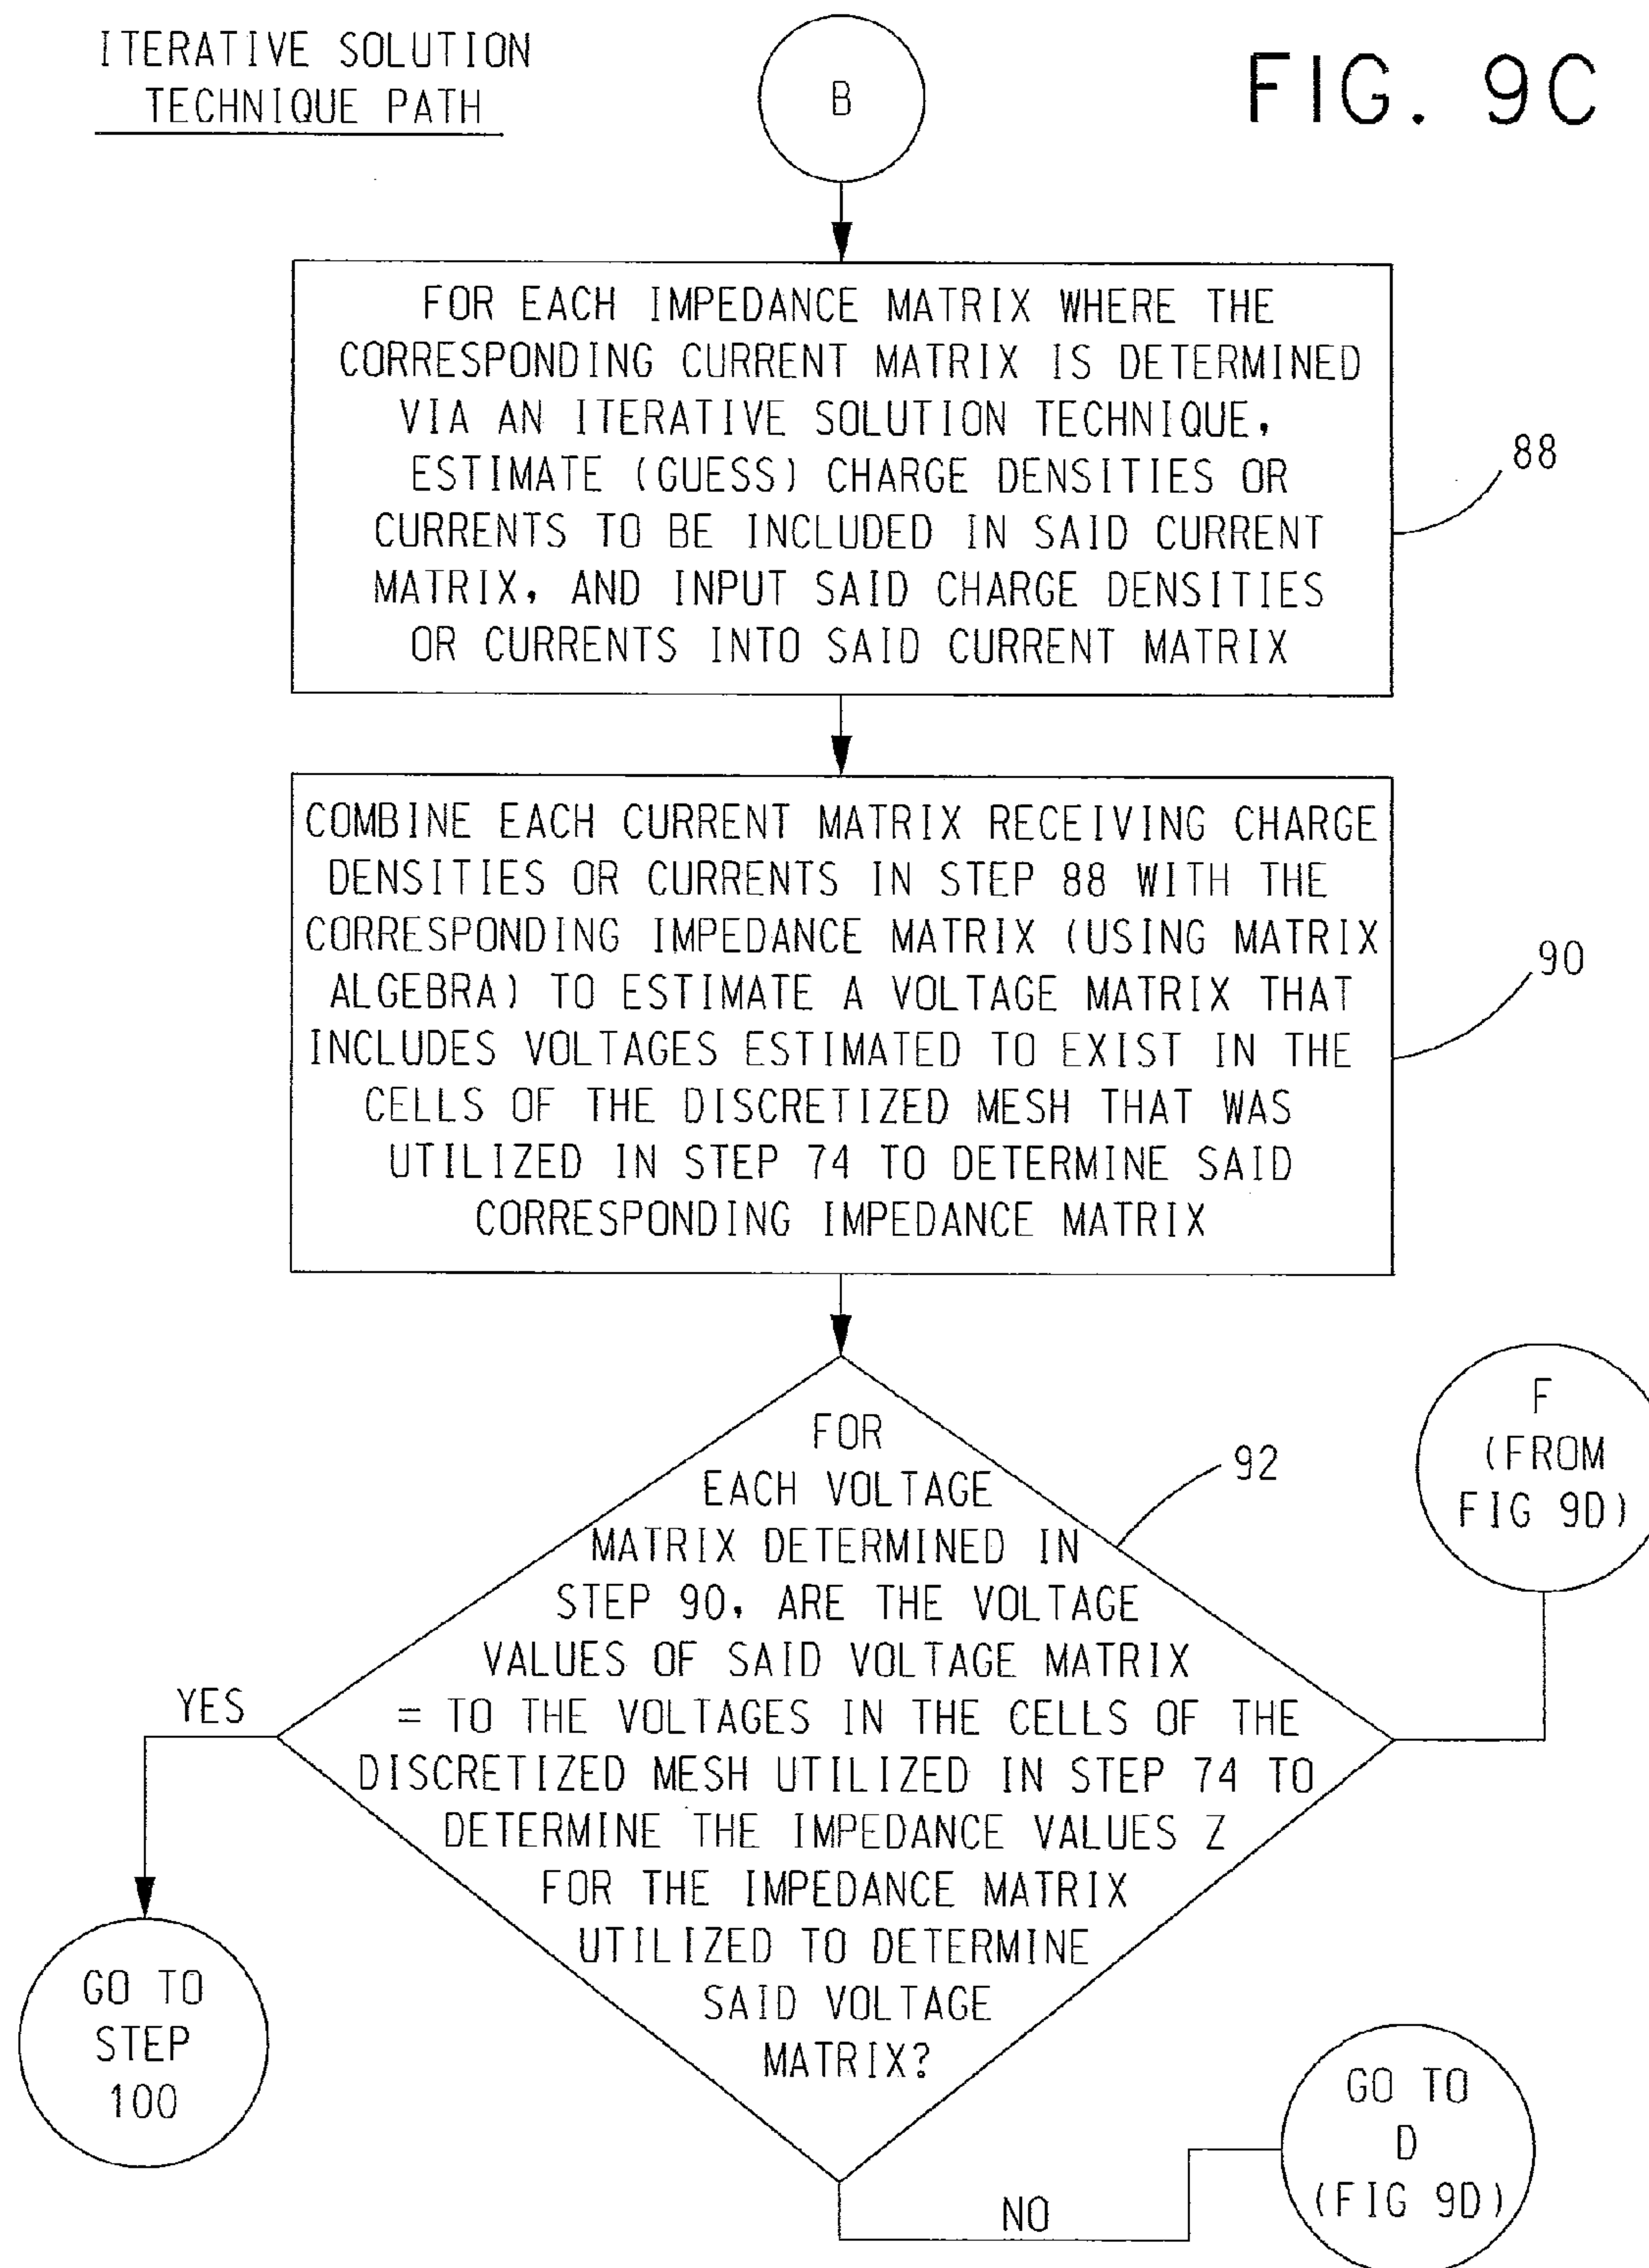 ITERATIVE SOLUTION
TECHNIQUE PATH
B
FIG. 9C
FOR EACH IMPEDANCE MATRIX WHERE THE
CORRESPONDING CURRENT MATRIX IS DETERMINED
VIA AN ITERATIVE SOLUTION TECHNIQUE,
ESTIMATE (GUESS) CHARGE DENSITIES OR
CURRENTS TO BE INCLUDED IN SAID CURRENT
MATRIX, AND INPUT SAID CHARGE DENSITIES
OR CURRENTS INTO SAID CURRENT MATRIX
88
COMBINE EACH CURRENT MATRIX RECEIVING CHARGE
DENSITIES OR CURRENTS IN STEP 88 WITH THE
CORRESPONDING IMPEDANCE MATRIX (USING MATRIX
ALGEBRA) TO ESTIMATE A VOLTAGE MATRIX THAT
INCLUDES VOLTAGES ESTIMATED TO EXIST IN THE
CELLS OF THE DISCRETIZED MESH THAT WAS
UTILIZED IN STEP 74 TO DETERMINE SAID
CORRESPONDING IMPEDANCE MATRIX
90
FOR
EACH VOLTAGE
MATRIX DETERMINED IN
STEP 90, ARE THE VOLTAGE
VALUES OF SAID VOLTAGE MATRIX
= TO THE VOLTAGES IN THE CELLS OF THE
DISCRETIZED MESH UTILIZED IN STEP 74 TO
DETERMINE THE IMPEDANCE VALUES Z
FOR THE IMPEDANCE MATRIX
UTILIZED TO DETERMINE
SAID VOLTAGE
MATRIX?
92
F
(FROM
FIG 9D)
YES
GO TO
STEP
100
NO
GO TO
D
(FIG 9D)